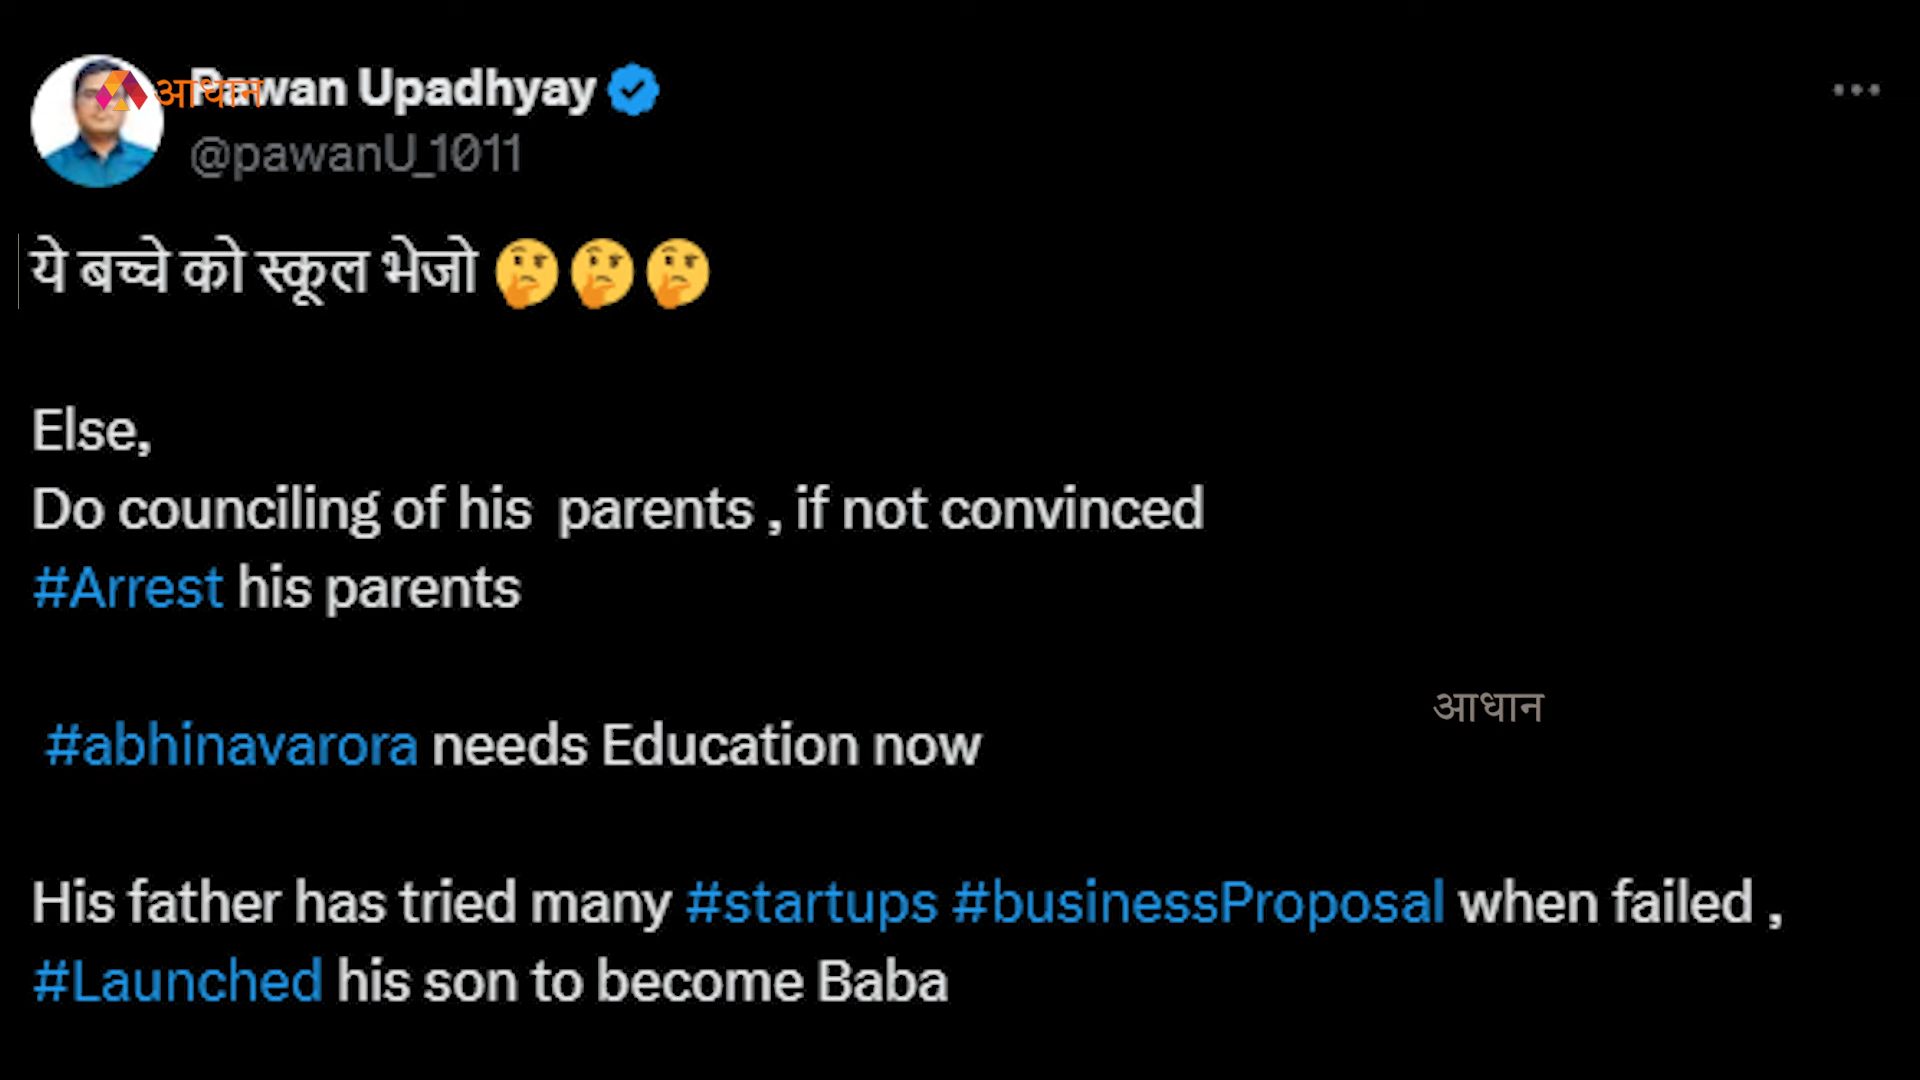 आधान
Pawan Upadhyay
@pawanU_1011
ये बच्चे को स्कूल भेजो 🤔🤔🤔
Else,
Do counciling of his parents , if not convinced
#Arrest his parents
आधान
#abhinavarora needs Education now
His father has tried many #startups #businessProposal when failed ,
#Launched his son to become Baba